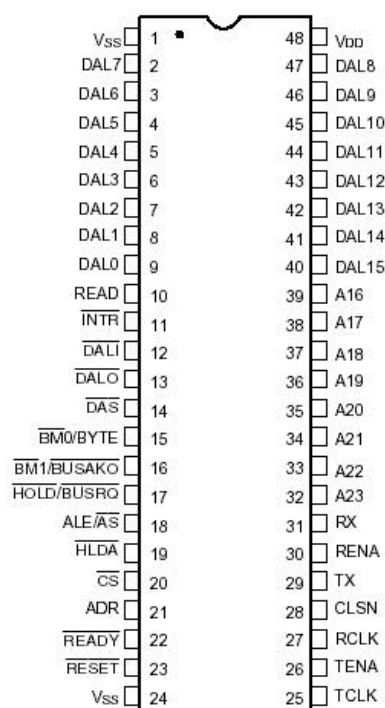 VSS 1 48 VDD
DAL7 2 47 DAL8
DAL6 3 46 DAL9
DAL5 4 45 DAL10
DAL4 5 44 DAL11
DAL3 6 43 DAL12
DAL2 7 42 DAL13
DAL1 8 41 DAL14
DAL0 9 40 DAL15
READ 10 39 A16
INTR 11 38 A17
DALI 12 37 A18
DALO 13 36 A19
DAS 14 35 A20
BM0/BYTE 15 34 A21
BM1/BUSAKO 16 33 A22
HOLD/BUSRQ 17 32 A23
ALE/AS 18 31 RX
HLDA 19 30 RENA
CS 20 29 TX
ADR 21 28 CLSN
READY 22 27 RCLK
RESET 23 26 TENA
VSS 24 25 TCLK